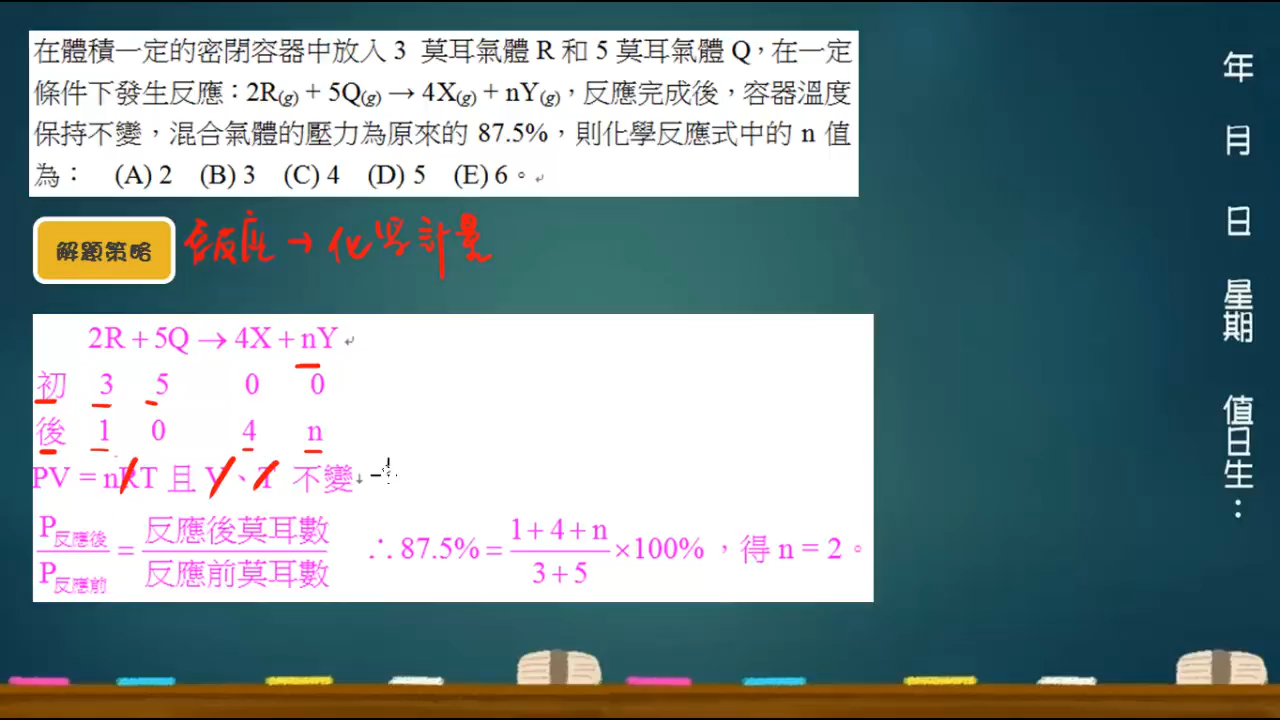 在體積一定的密閉容器中放入 3 莫耳氣體 R 和 5 莫耳氣體 Q，在一定
條件下發生反應：2R(g) + 5Q(g) → 4X(g) + nY(g)，反應完成後，容器溫度
保持不變，混合氣體的壓力為原來的 87.5%，則化學反應式中的 n 值
為： (A) 2 (B) 3 (C) 4 (D) 5 (E) 6。
解題策略
反應 → 化學計量
2R + 5Q → 4X + nY
初 3 5 0 0
後 1 0 4 n
PV = nRT 且 V、T 不變
P反應後/P反應前 = 反應後莫耳數/反應前莫耳數 ∴ 87.5% = (1 + 4 + n)/(3 + 5) ×100%，得 n = 2。
年
月
日
星期
值日生：